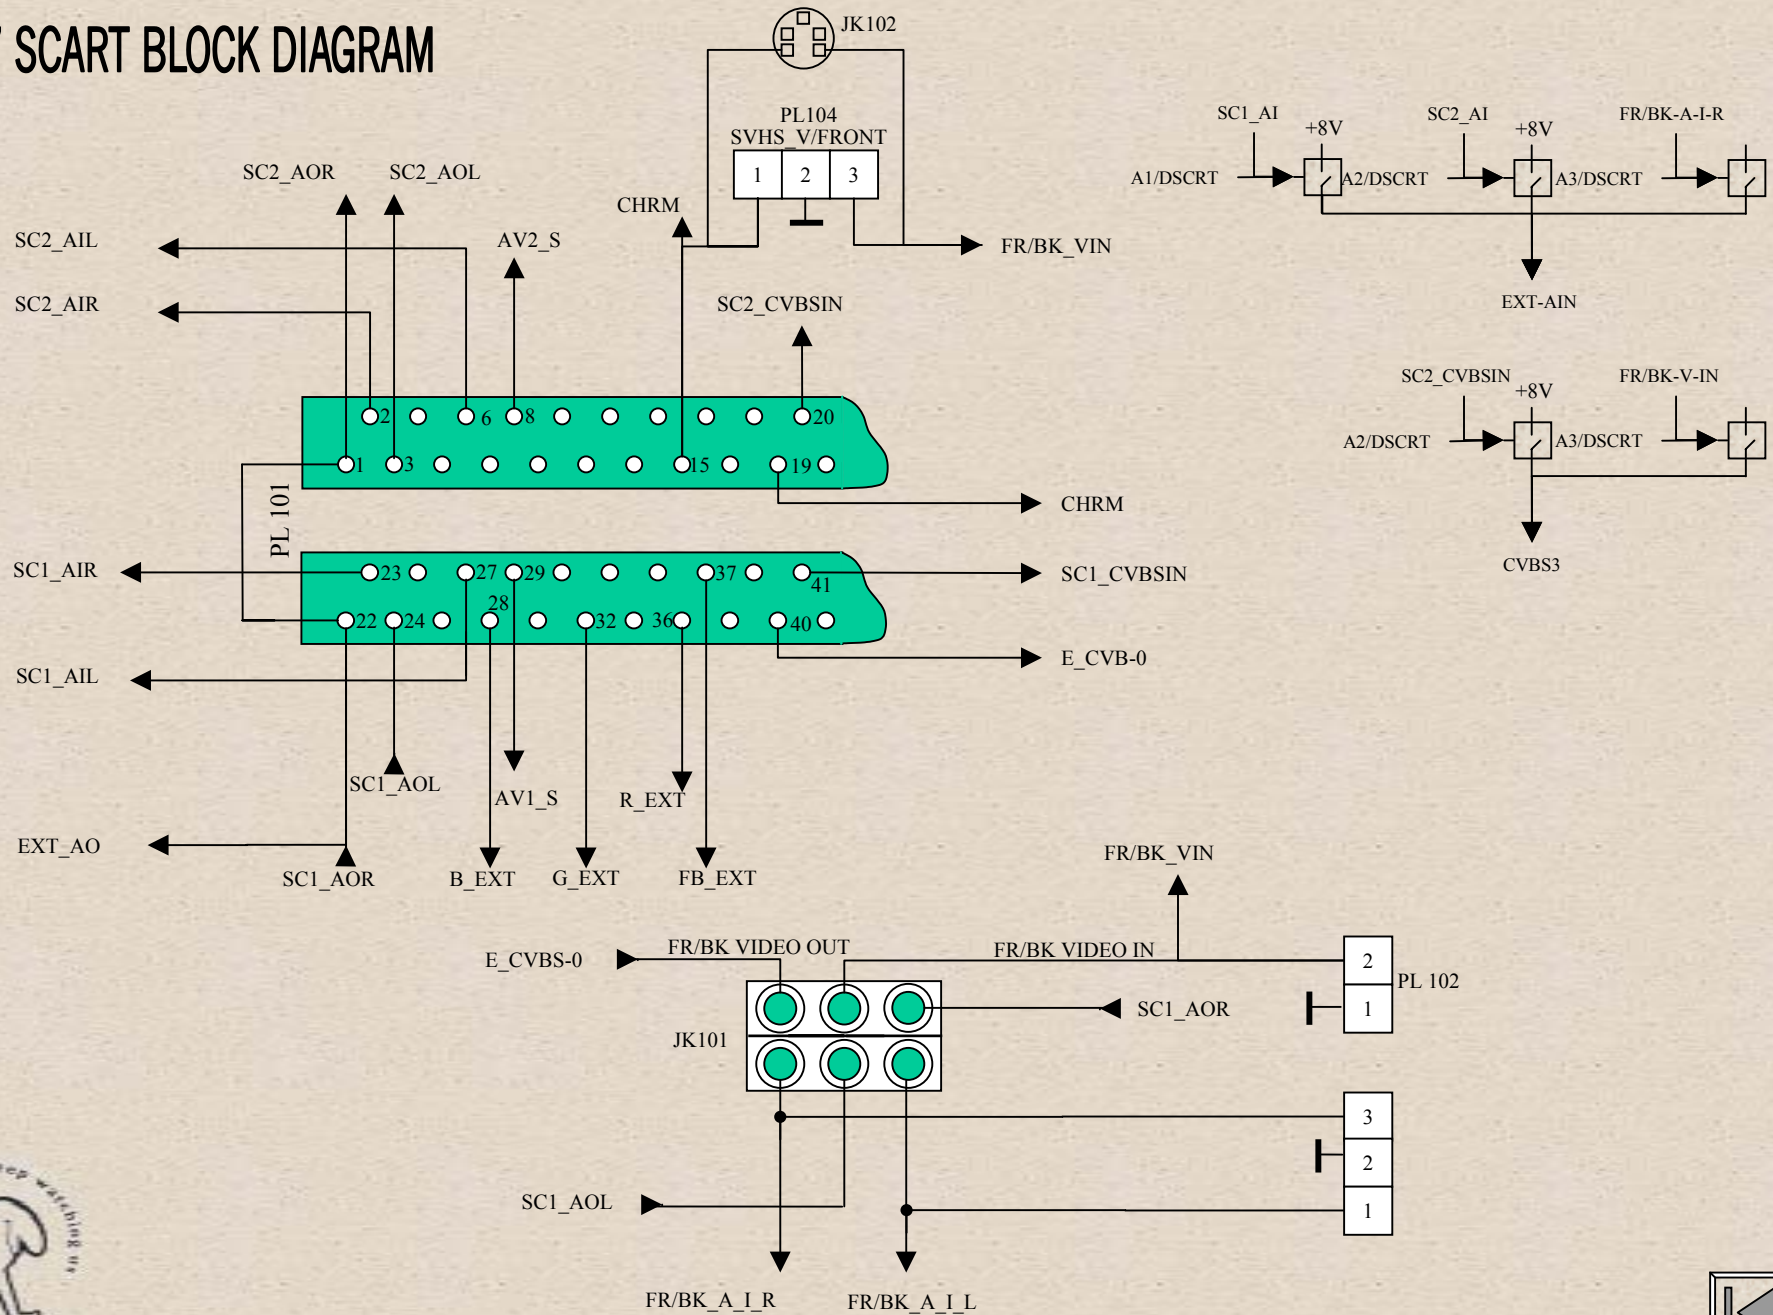 SCART BLOCK DIAGRAM
JK102
PL104
SVHS_V/FRONT
1 2 3
SC2_AOR
SC2_AOL
CHRM
AV2_S
SC2_AIL
SC2_AIR
FR/BK_VIN
SC2_CVBSIN
2 6 8 20
1 3 15 19
PL 101
CHRM
SC1_AIR
23 27 29 37 41
SC1_CVBSIN
28
22 24 32 36 40
E_CVB-0
SC1_AIL
SC1_AOL
AV1_S
R_EXT
EXT_AO
SC1_AOR
B_EXT
G_EXT
FB_EXT
SC1_AI
+8V
SC2_AI
+8V
FR/BK-A-I-R
A1/DSCRT
A2/DSCRT
A3/DSCRT
EXT-AIN
SC2_CVBSIN
+8V
FR/BK-V-IN
A2/DSCRT
A3/DSCRT
CVBS3
FR/BK_VIN
E_CVBS-0
FR/BK VIDEO OUT
FR/BK VIDEO IN
2
PL 102
1
SC1_AOR
JK101
3
2
1
SC1_AOL
FR/BK_A_I_R
FR/BK_A_I_L
watching us